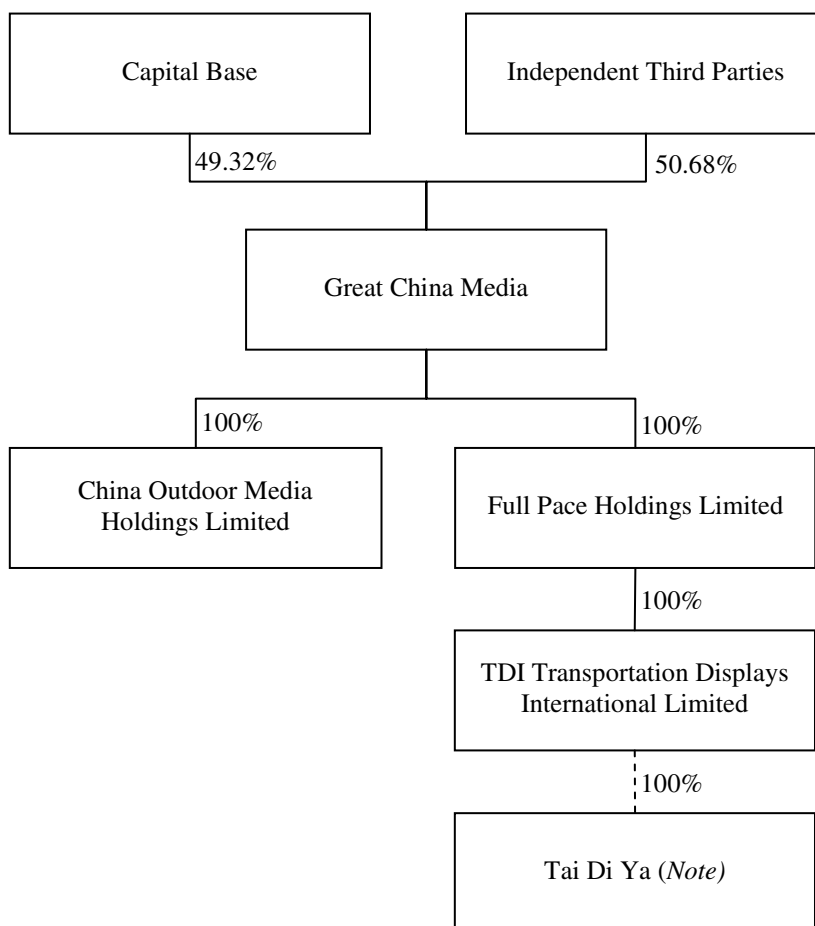 Capital Base
Independent Third Parties
49.32%
50.68%
Great China Media
100%
100%
China Outdoor Media
Holdings Limited
Full Pace Holdings Limited
100%
TDI Transportation Displays
International Limited
100%
Tai Di Ya (Note)